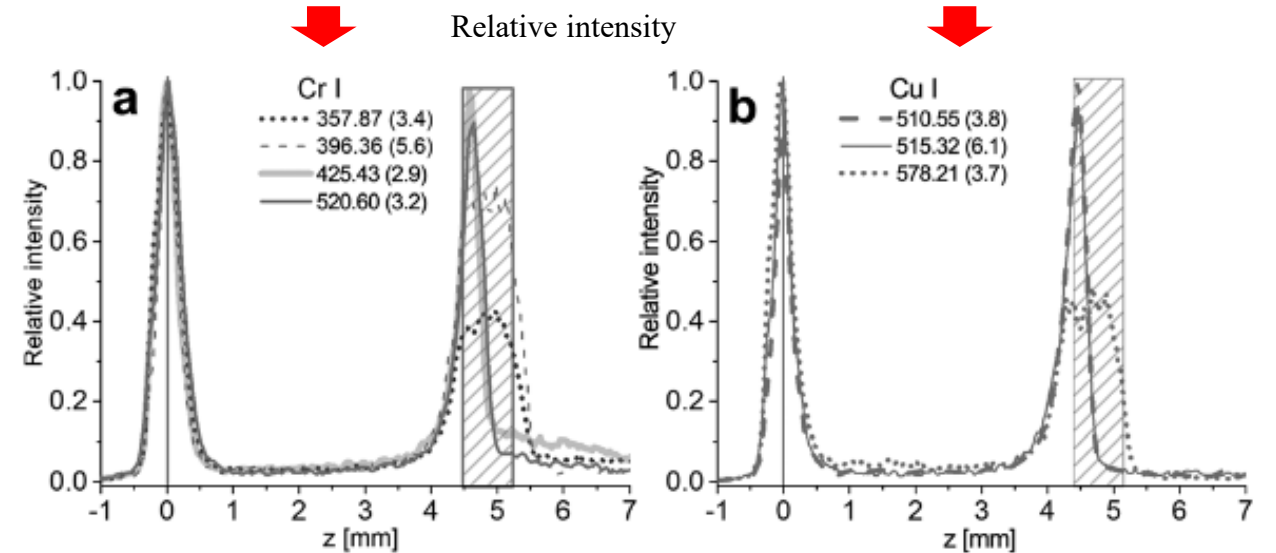 Relative intensity
a
Cr I
357.87 (3.4)
396.36 (5.6)
425.43 (2.9)
520.60 (3.2)
Relative intensity
1.0
0.8
0.6
0.4
0.2
0.0
-1 0 1 2 3 4 5 6 7
z [mm]
b
Cu I
510.55 (3.8)
515.32 (6.1)
578.21 (3.7)
Relative intensity
1.0
0.8
0.6
0.4
0.2
0.0
-1 0 1 2 3 4 5 6 7
z [mm]